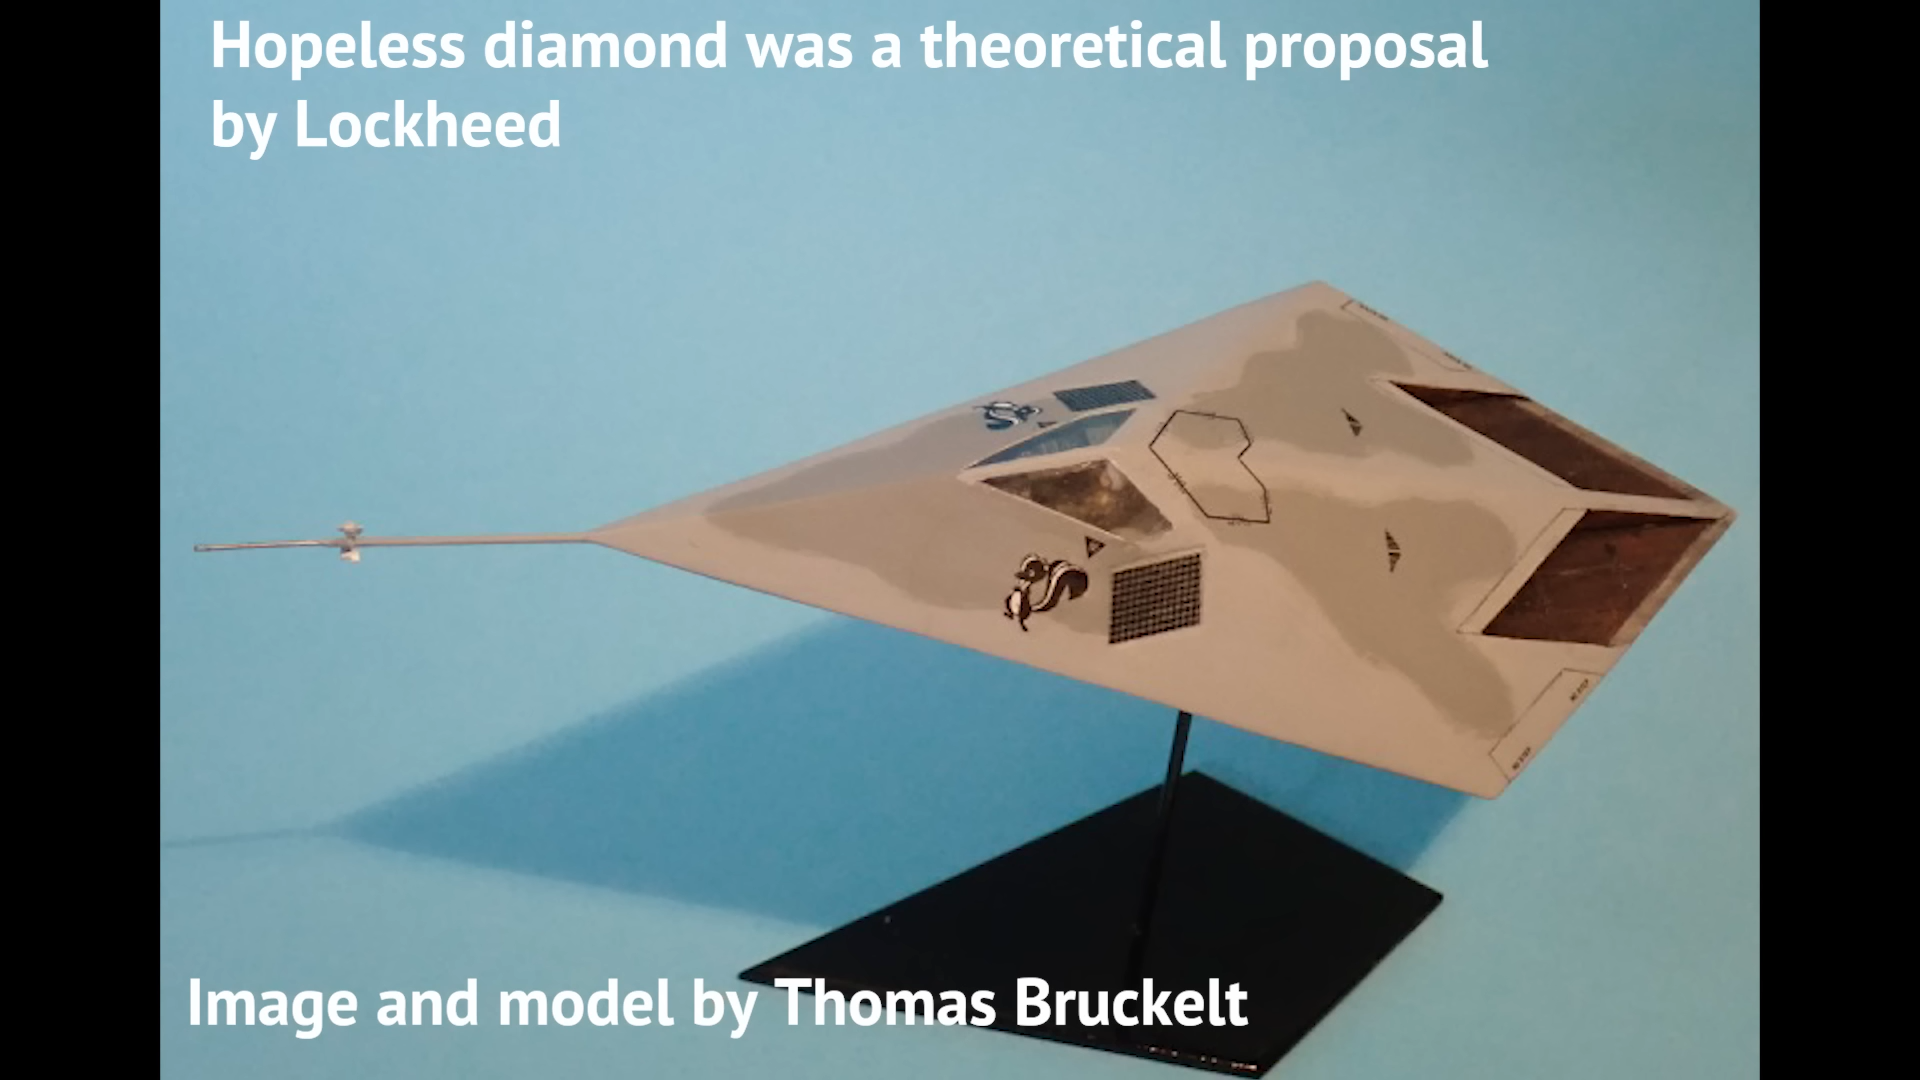 Hopeless diamond was a theoretical proposal
by Lockheed
Image and model by Thomas Bruckelt